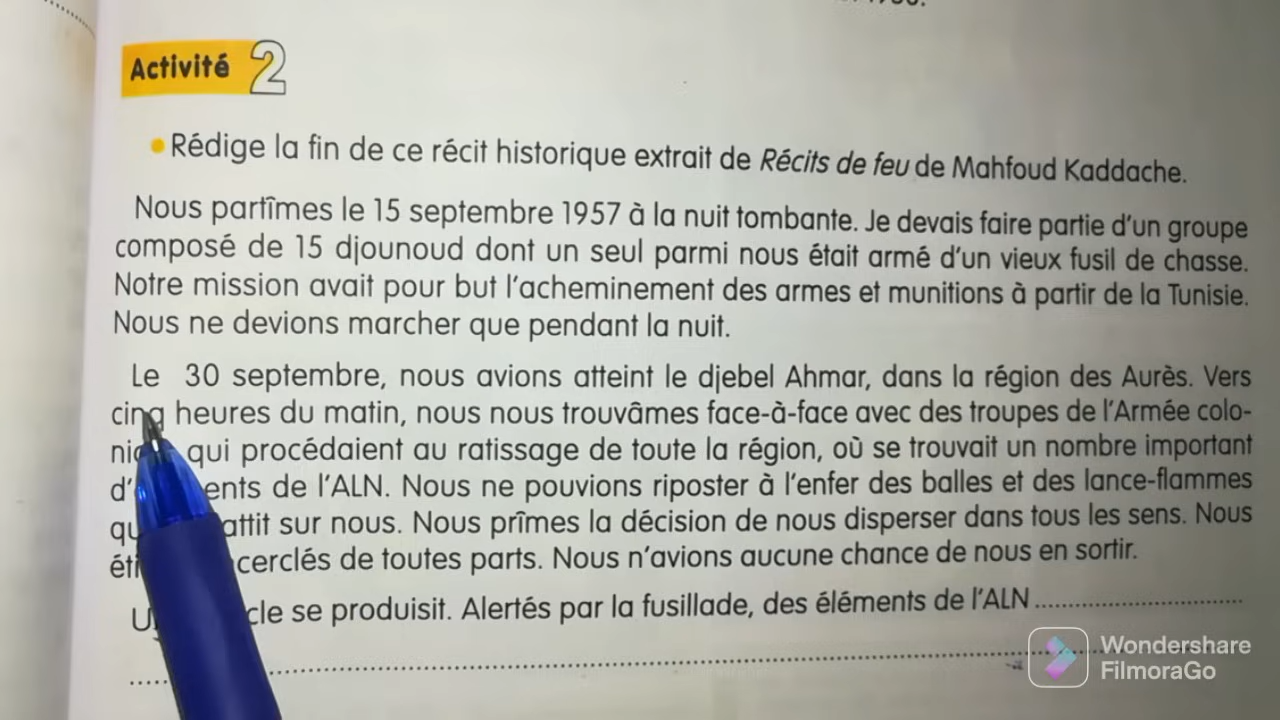 Activité 2
• Rédige la fin de ce récit historique extrait de Récits de feu de Mahfoud Kaddache.
Nous partîmes le 15 septembre 1957 à la nuit tombante. Je devais faire partie d'un groupe
composé de 15 djounoud dont un seul parmi nous était armé d'un vieux fusil de chasse.
Notre mission avait pour but l'acheminement des armes et munitions à partir de la Tunisie.
Nous ne devions marcher que pendant la nuit.
Le 30 septembre, nous avions atteint le djebel Ahmar, dans la région des Aurès. Vers
cinq heures du matin, nous nous trouvâmes face-à-face avec des troupes de l'Armée colo-
qui procédaient au ratissage de toute la région, où se trouvait un nombre important
de l'ALN. Nous ne pouvions riposter à l'enfer des balles et des lance-flammes
sur nous. Nous prîmes la décision de nous disperser dans tous les sens. Nous
de toutes parts. Nous n'avions aucune chance de nous en sortir.
se produisit. Alertés par la fusillade, des éléments de l'ALN ..............................
..............................
Wondershare
FilmoraGo